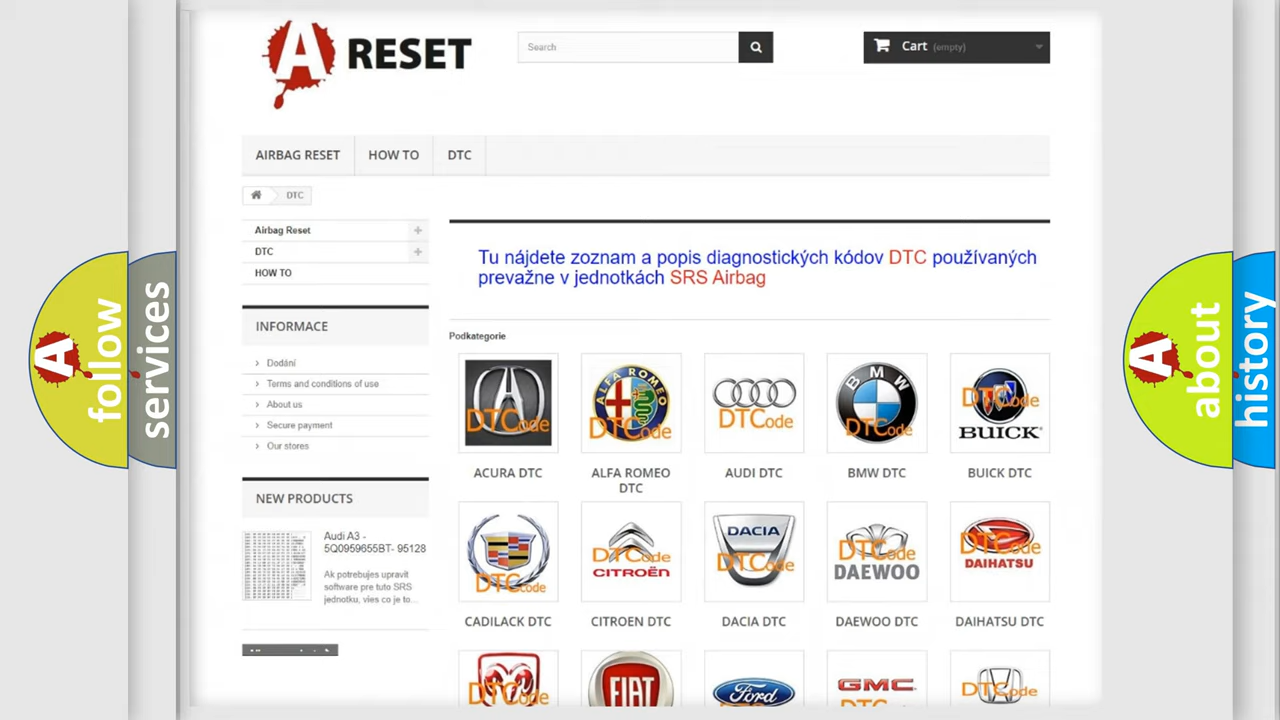 A RESET
Search
Cart (empty)
AIRBAG RESET
HOW TO
DTC
DTC
Airbag Reset
DTC
HOW TO
Tu nájdete zoznam a popis diagnostických kódov DTC používaných
prevažne v jednotkách SRS Airbag
INFORMACE
Dodání
Terms and conditions of use
About us
Secure payment
Our stores
NEW PRODUCTS
Audi A3 -
5Q0959655BT- 95128
Ak potrebujes upravit
software pre tuto SRS
jednotku, vies co je to...
Podkategorie
DTCode
ALFA ROMEO
DTCode
DTCode
BMW
DTCode
DTCode
BUICK
ACURA DTC
ALFA ROMEO
DTC
AUDI DTC
BMW DTC
BUICK DTC
DTCode
DTCode
CITROËN
DACIA
DTCode
DTCode
DAEWOO
DTCode
DAIHATSU
CADILACK DTC
CITROEN DTC
DACIA DTC
DAEWOO DTC
DAIHATSU DTC
DTCode
FIAT
Ford
GMC
DTCode
A follow
services
A about
history